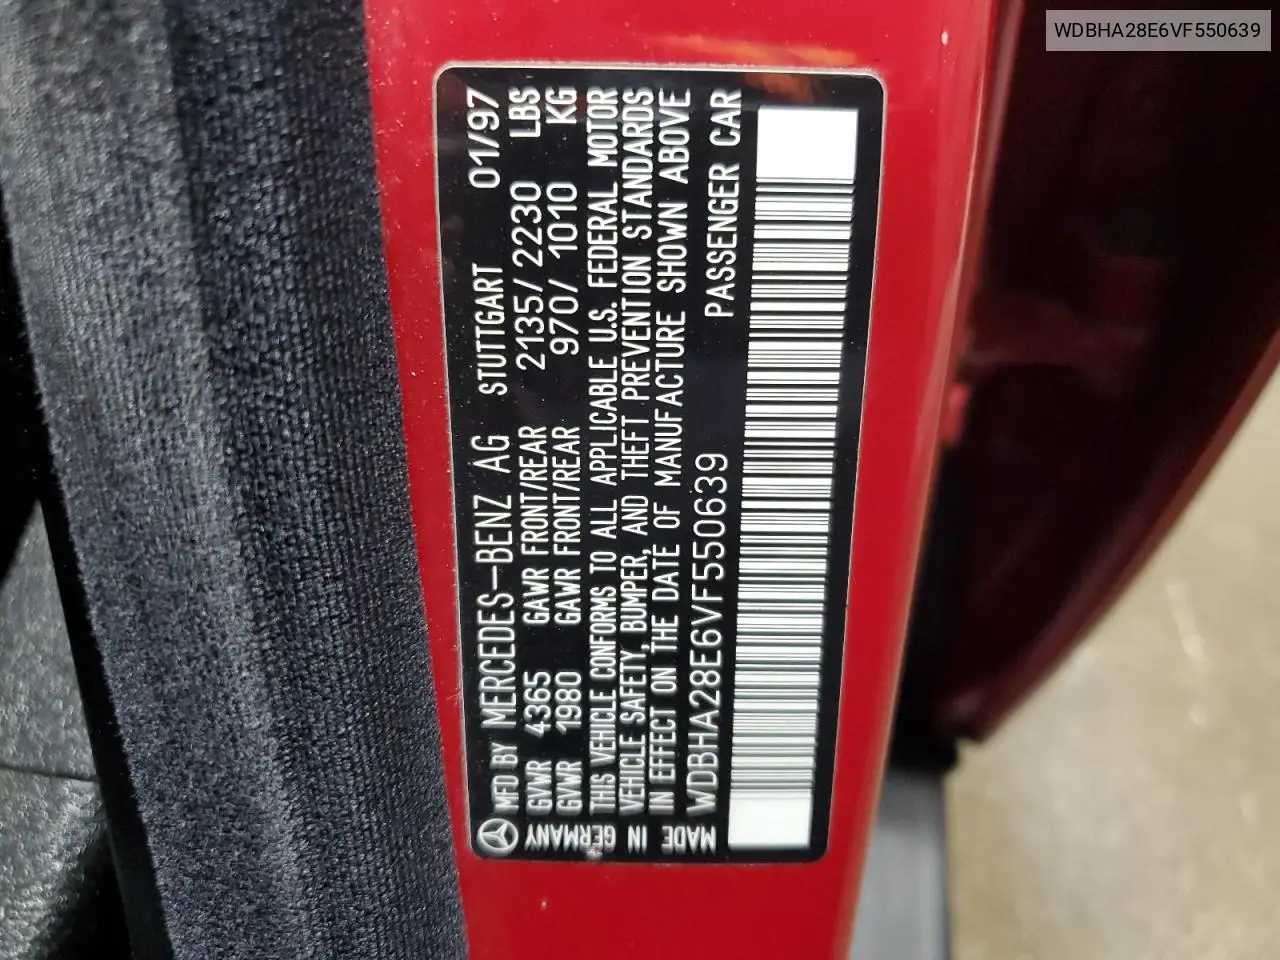 WDBHA28E6VF550639
MFD BY MERCEDES-BENZ AG STUTTGART 01/97
GVWR 4365 GAWR FRONT/REAR 2135/2230 LBS
GVWR 1980 GAWR FRONT/REAR 970/1010 KG
THIS VEHICLE CONFORMS TO ALL APPLICABLE U.S. FEDERAL MOTOR
VEHICLE SAFETY, BUMPER, AND THEFT PREVENTION STANDARDS
IN EFFECT ON THE DATE OF MANUFACTURE SHOWN ABOVE
WDBHA28E6VF550639 PASSENGER CAR
MADE IN GERMANY